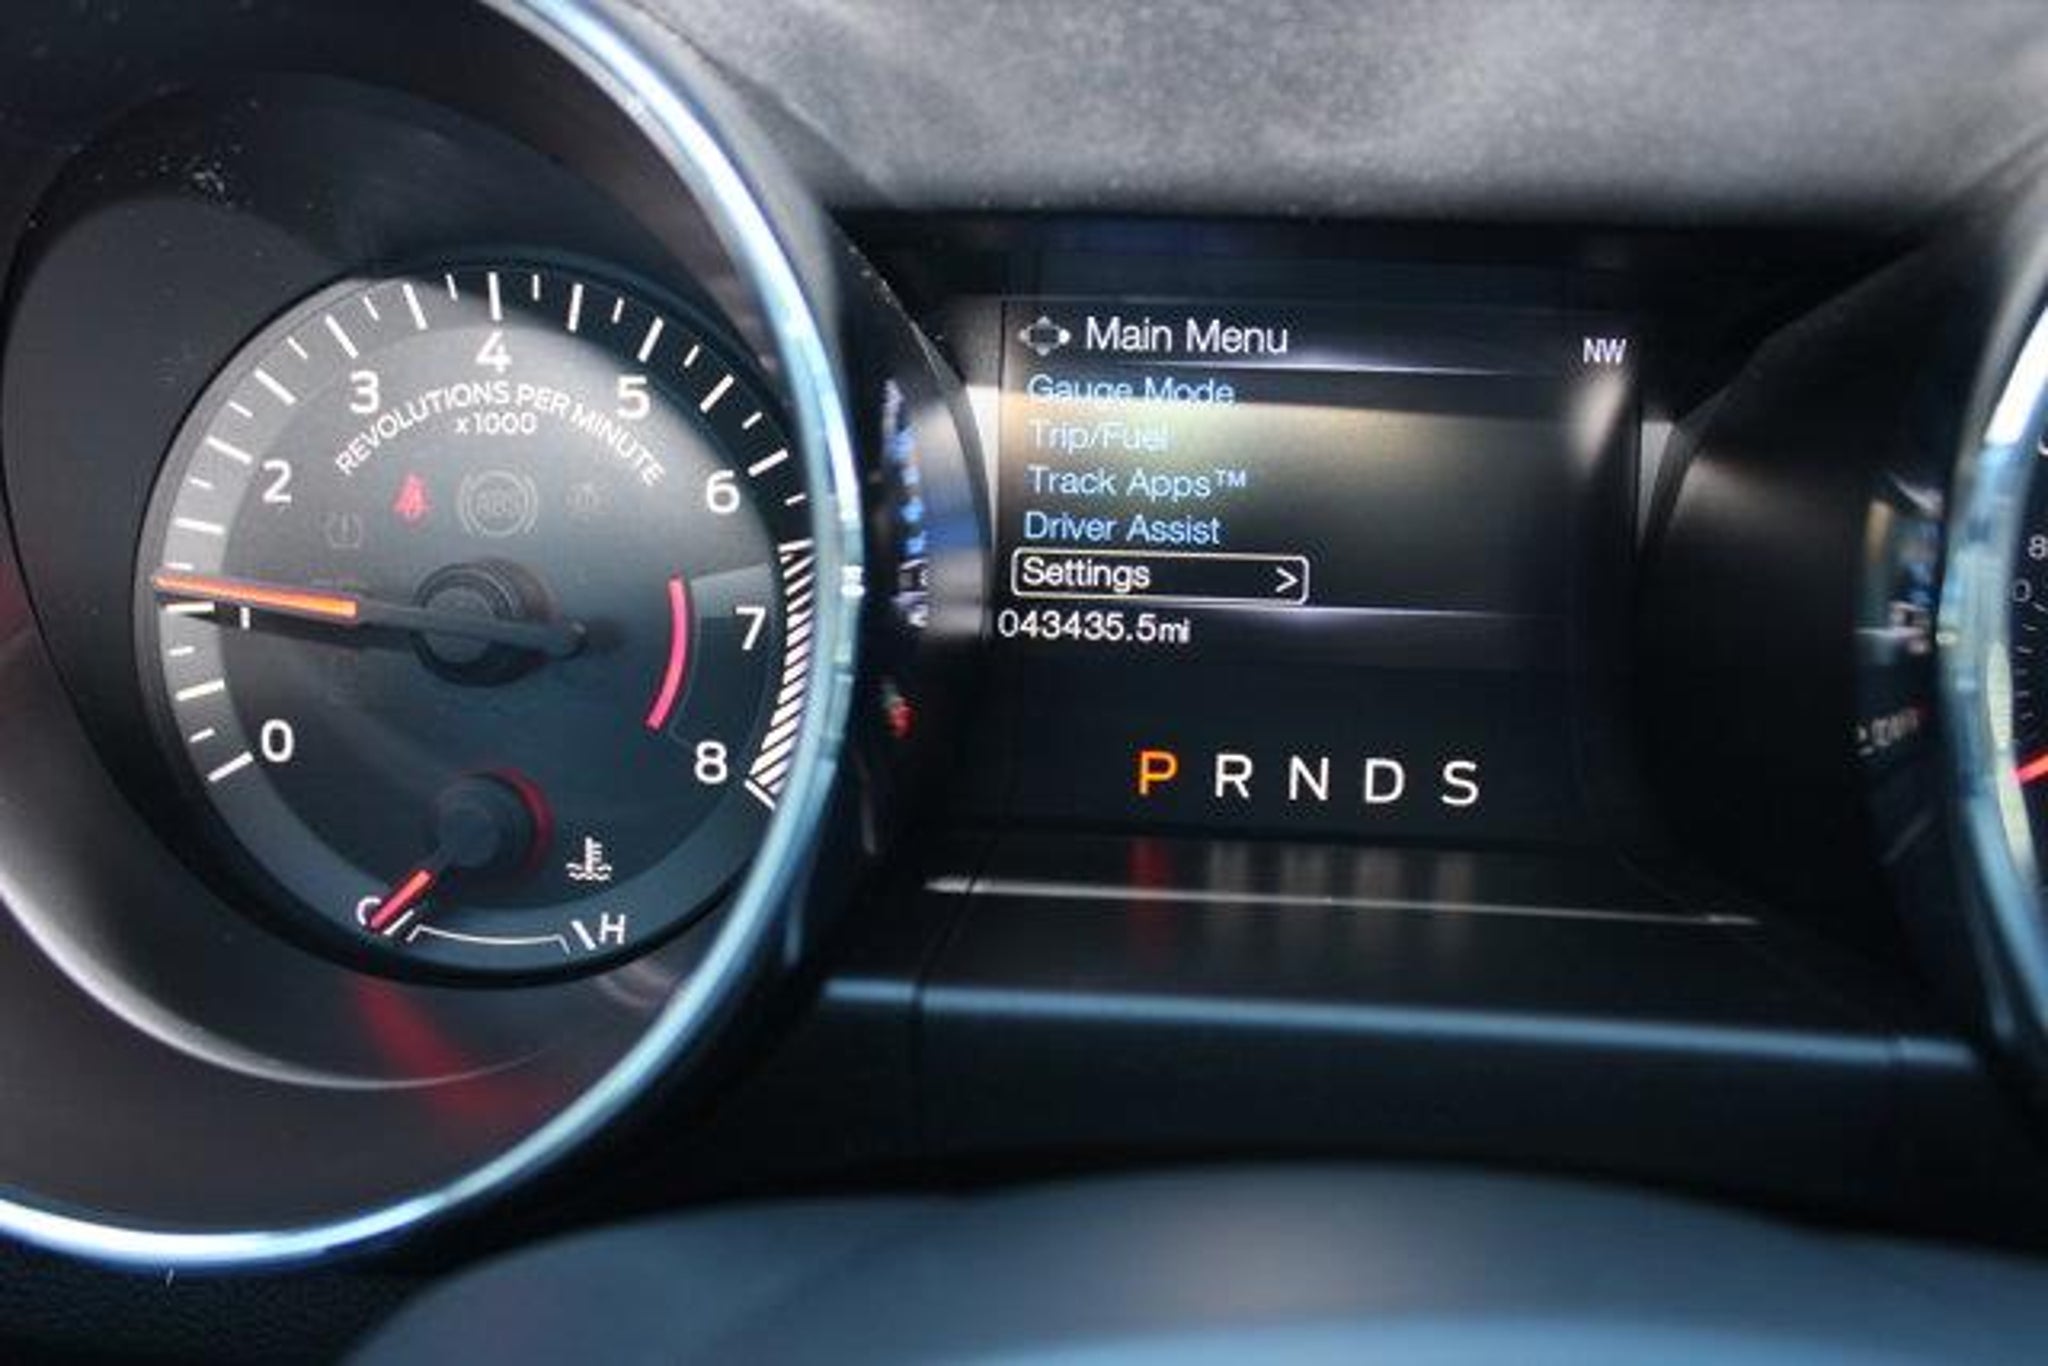 0
1
2
3
4
5
6
7
8
REVOLUTIONS PER MINUTE
x1000
C
H
Main Menu
NW
Gauge Mode
Trip/Fuel
Track Apps™
Driver Assist
Settings >
043435.5mi
P R N D S